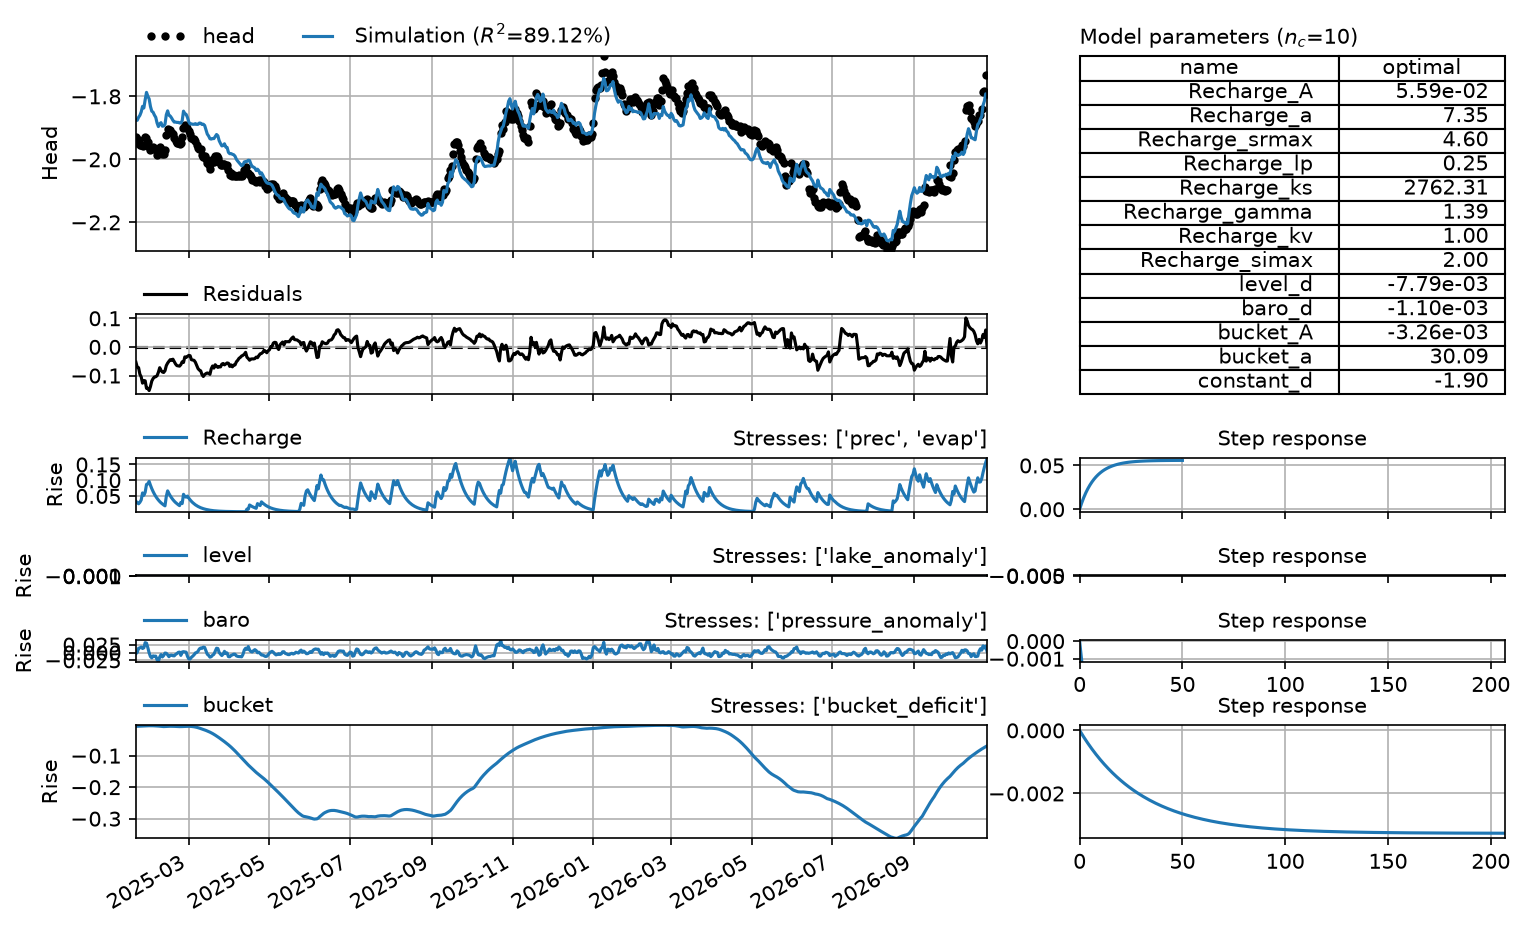 head Simulation (R²=89.12%)
Head
−1.8
−2.0
−2.2
Model parameters (n_c=10)
name optimal
Recharge_A 5.59e-02
Recharge_a 7.35
Recharge_srmax 4.60
Recharge_lp 0.25
Recharge_ks 2762.31
Recharge_gamma 1.39
Recharge_kv 1.00
Recharge_simax 2.00
level_d -7.79e-03
baro_d -1.10e-03
bucket_A -3.26e-03
bucket_a 30.09
constant_d -1.90
Residuals
0.1
0.0
−0.1
Recharge Stresses: ['prec', 'evap']
Rise
0.15
0.10
0.05
Step response
0.05
0.00
level Stresses: ['lake_anomaly']
Rise
−0.001
Step response
−0.005
baro Stresses: ['pressure_anomaly']
Rise
0.025
−0.025
Step response
0.000
−0.001
0 50 100 150 200
bucket Stresses: ['bucket_deficit']
Rise
−0.1
−0.2
−0.3
2025-03 2025-05 2025-07 2025-09 2025-11 2026-01 2026-03 2026-05 2026-07 2026-09
Step response
0.000
−0.002
0 50 100 150 200